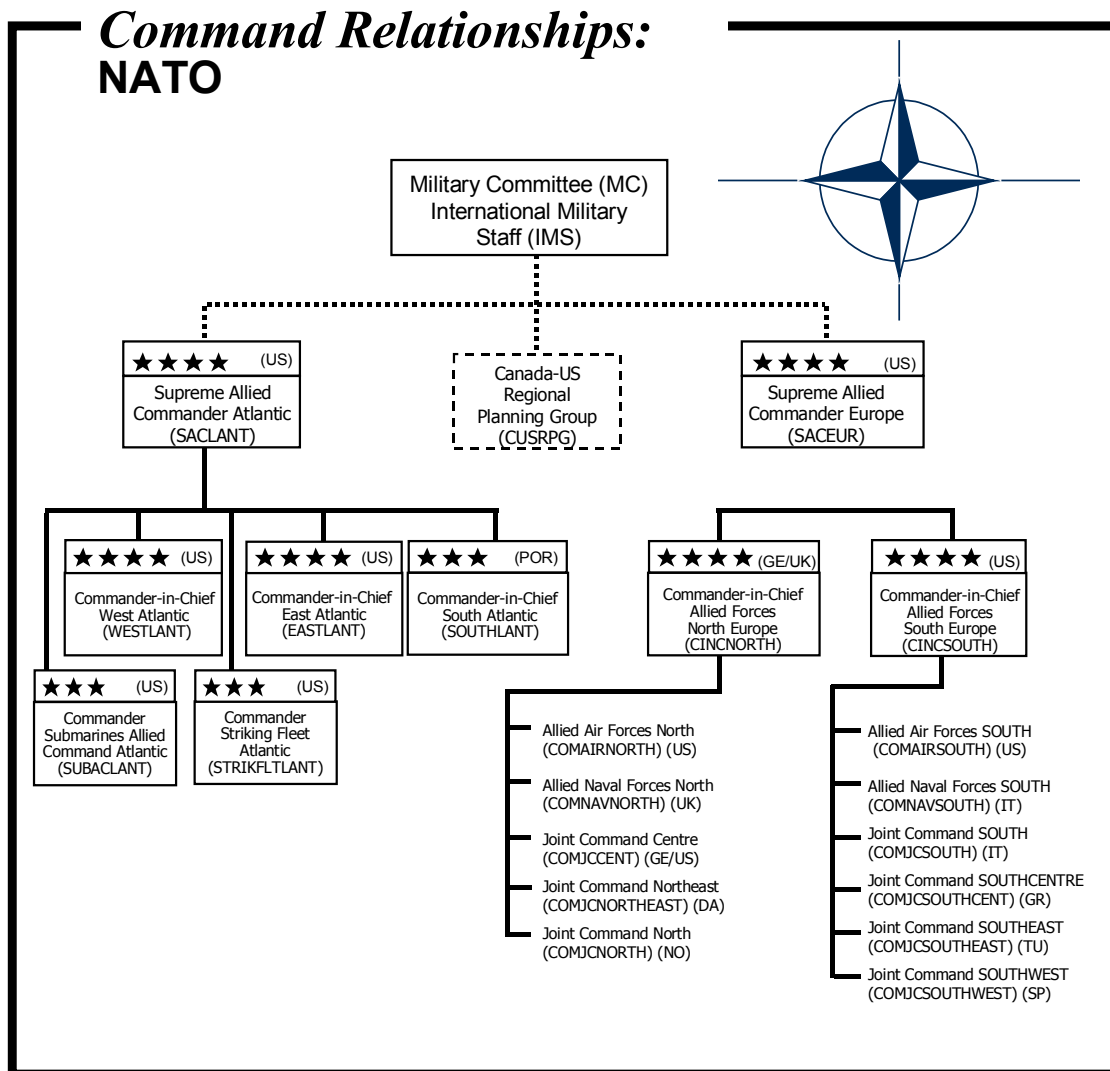 Command Relationships:
NATO
Military Committee (MC)
International Military
Staff (IMS)
★★★★ (US)
Supreme Allied
Commander Atlantic
(SACLANT)
Canada-US
Regional
Planning Group
(CUSRPG)
★★★★ (US)
Supreme Allied
Commander Europe
(SACEUR)
★★★★ (US)
Commander-in-Chief
West Atlantic
(WESTLANT)
★★★★ (US)
Commander-in-Chief
East Atlantic
(EASTLANT)
★★★ (POR)
Commander-in-Chief
South Atlantic
(SOUTHLANT)
★★★★ (GE/UK)
Commander-in-Chief
Allied Forces
North Europe
(CINCNORTH)
★★★★ (US)
Commander-in-Chief
Allied Forces
South Europe
(CINCSOUTH)
★★★ (US)
Commander
Submarines Allied
Command Atlantic
(SUBACLANT)
★★★ (US)
Commander
Striking Fleet
Atlantic
(STRIKFLTLANT)
Allied Air Forces North
(COMAIRNORTH) (US)
Allied Naval Forces North
(COMNAVNORTH) (UK)
Joint Command Centre
(COMJCCENT) (GE/US)
Joint Command Northeast
(COMJCNORTHEAST) (DA)
Joint Command North
(COMJCNORTH) (NO)
Allied Air Forces SOUTH
(COMAIRSOUTH) (US)
Allied Naval Forces SOUTH
(COMNAVSOUTH) (IT)
Joint Command SOUTH
(COMJCSOUTH) (IT)
Joint Command SOUTHCENTRE
(COMJCSOUTHCENT) (GR)
Joint Command SOUTHEAST
(COMJCSOUTHEAST) (TU)
Joint Command SOUTHWEST
(COMJCSOUTHWEST) (SP)